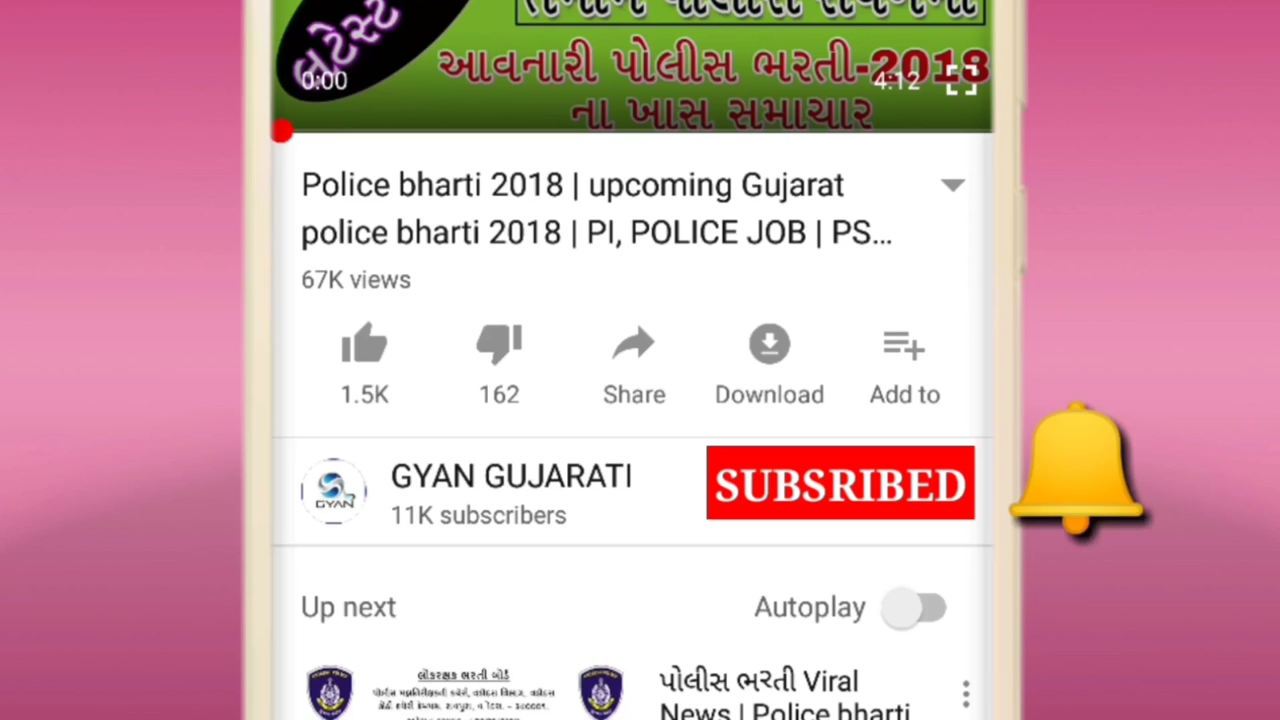 લેટેસ્ટ
આવનારી પોલીસ ભરતી-2018
0:00
4:12
ના ખાસ સમાચાર
Police bharti 2018 | upcoming Gujarat
police bharti 2018 | PI, POLICE JOB | PS...
67K views
1.5K
162
Share
Download
Add to
GYAN
GYAN GUJARATI
11K subscribers
SUBSRIBED
Up next
Autoplay
લોકરક્ષક ભરતી બોર્ડ
પોલીસ ભરતી Viral
News | Police bharti